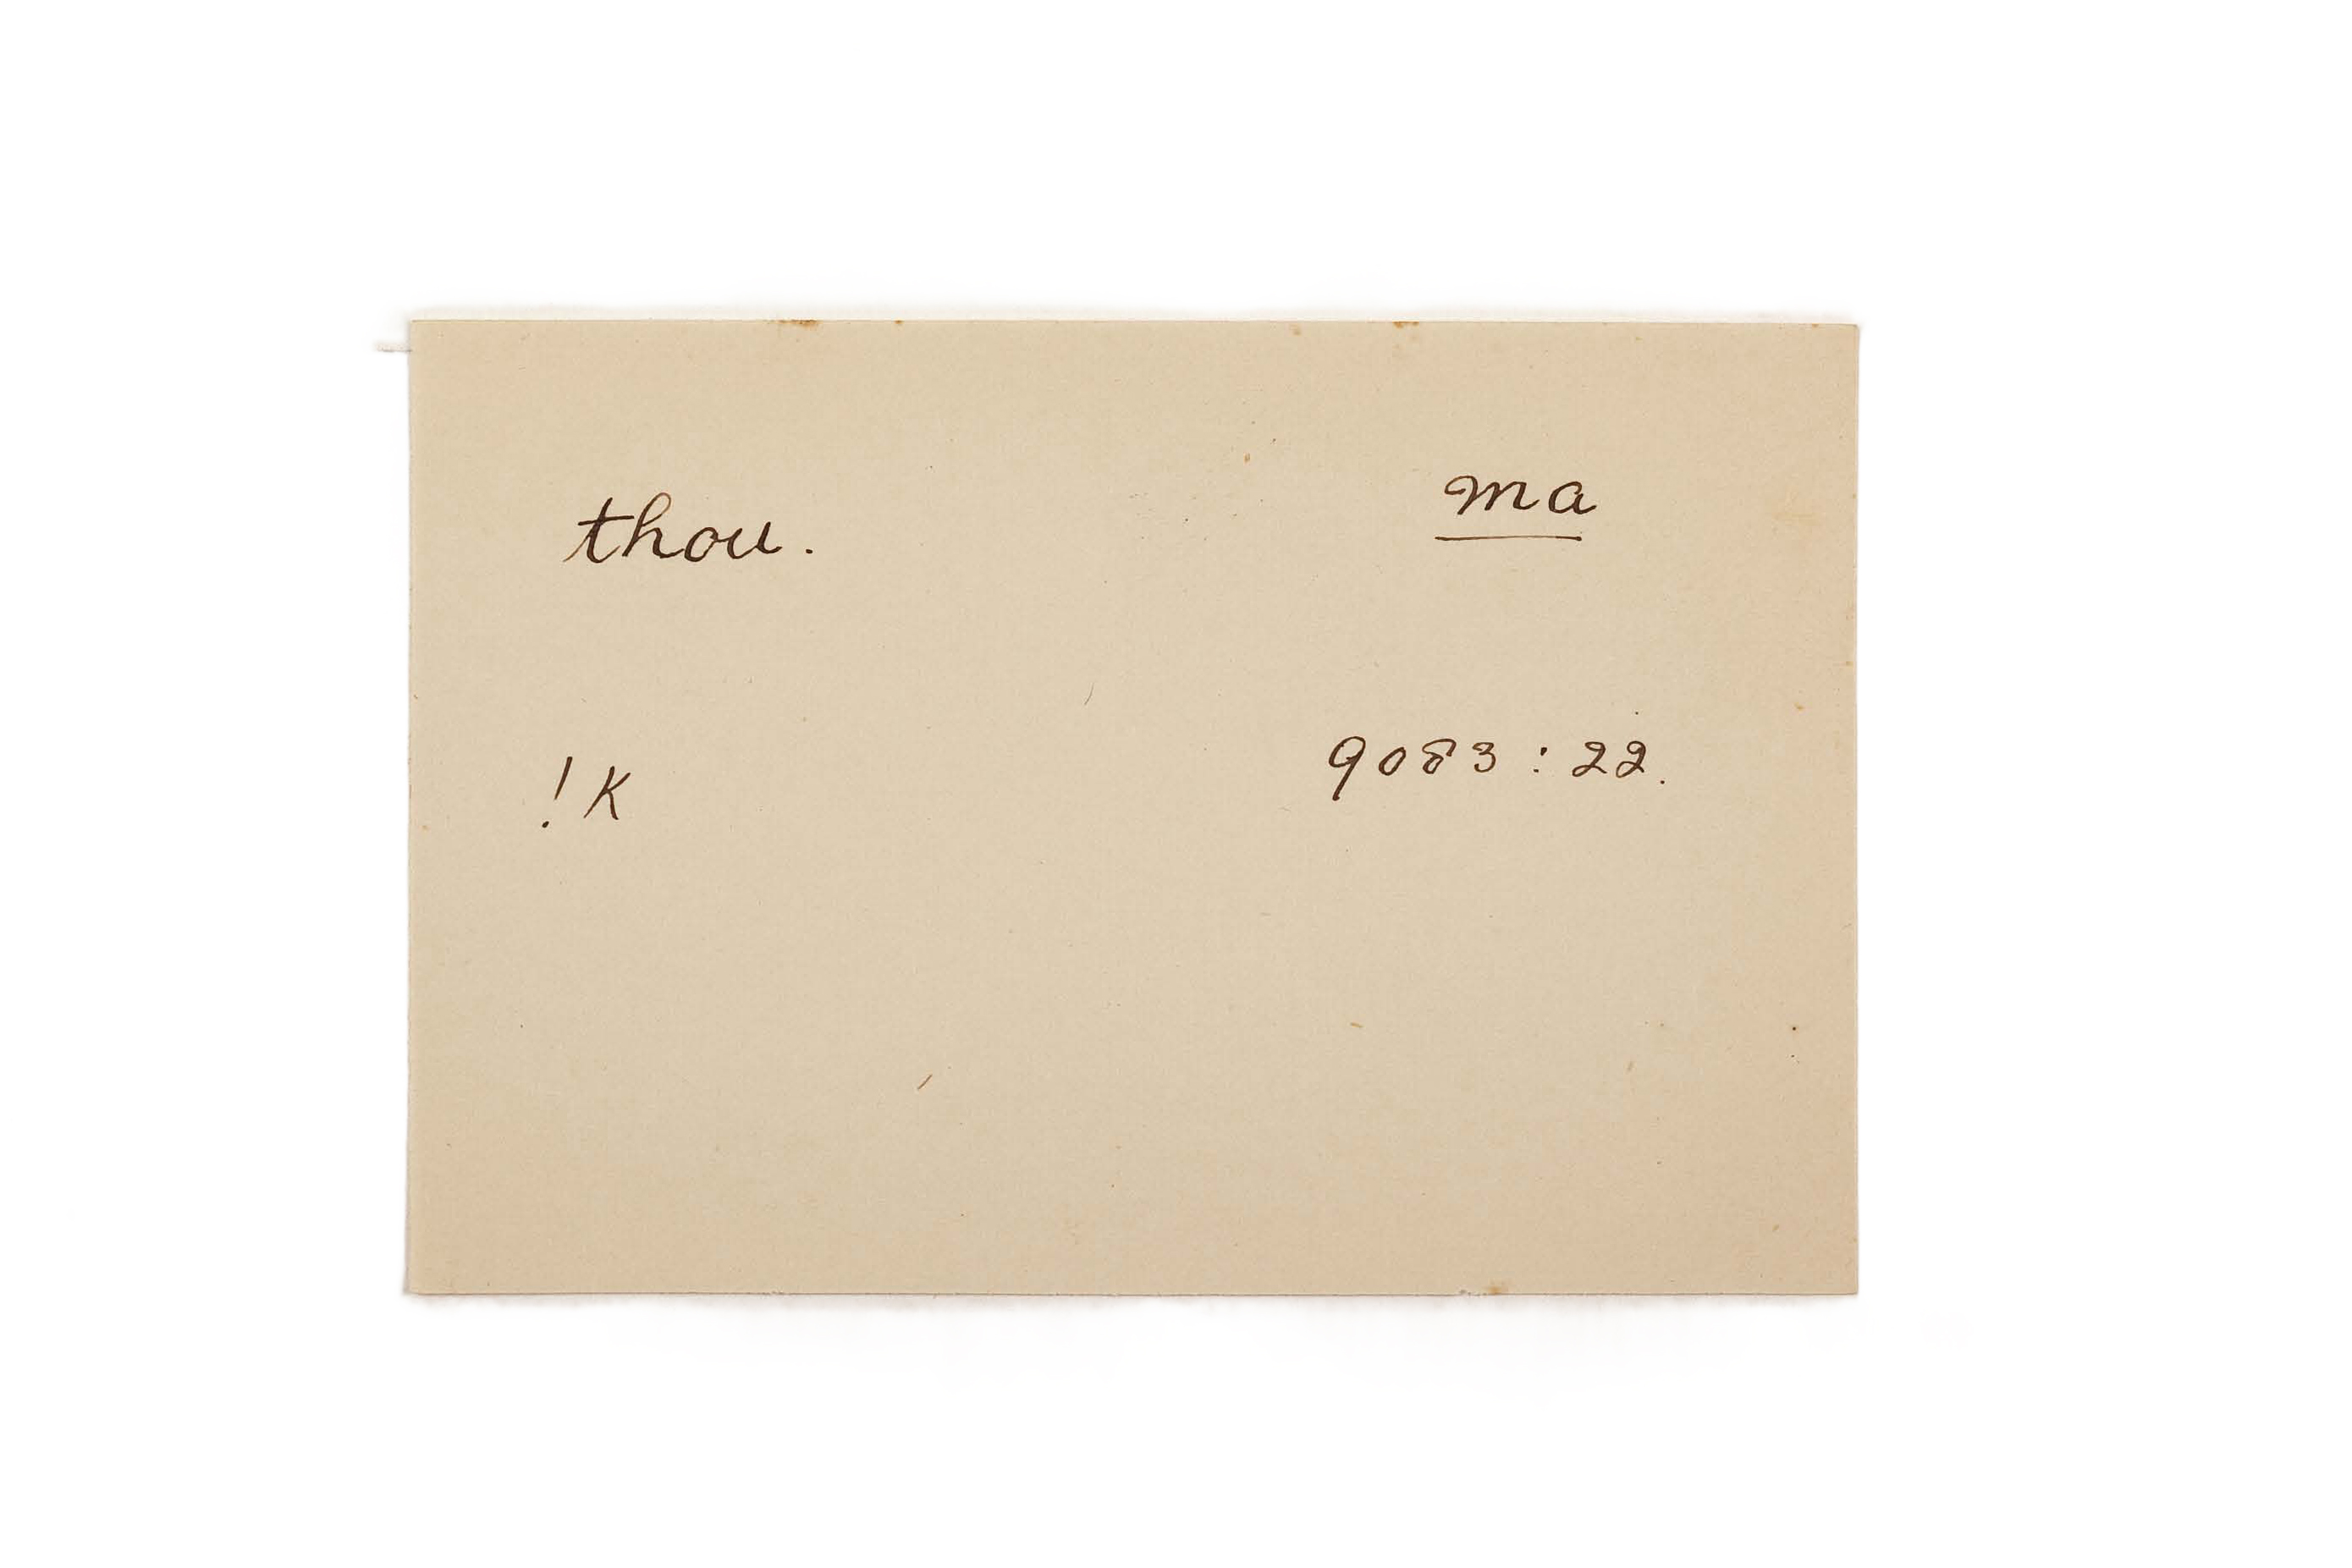 thou. ma
!K 9083 : 22.